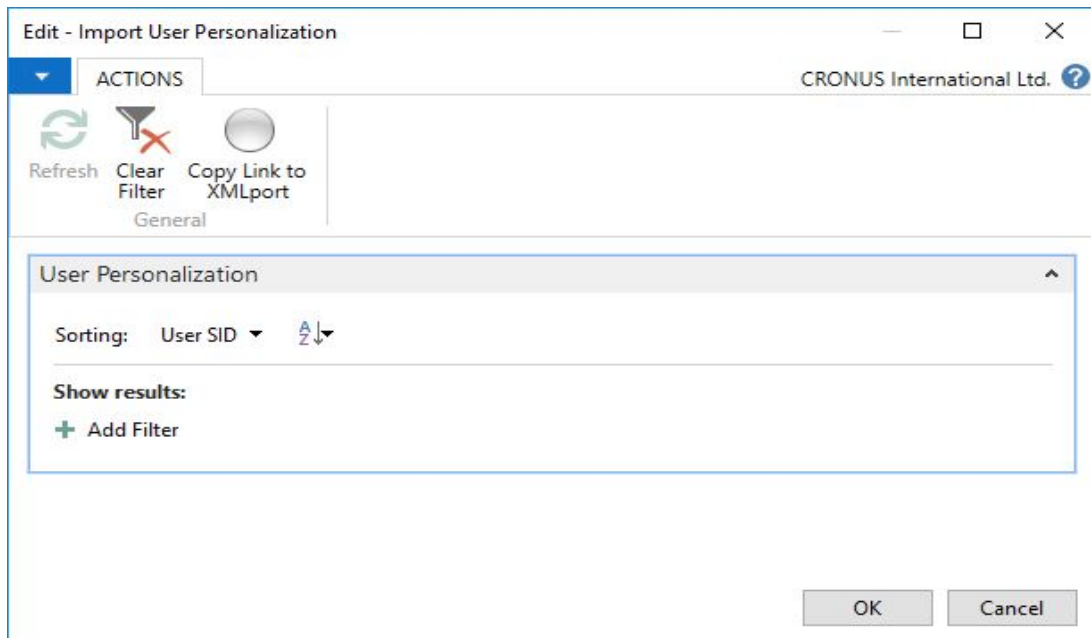 Edit - Import User Personalization
ACTIONS
CRONUS International Ltd. ?
Refresh Clear Filter Copy Link to XMLport
General
User Personalization
Sorting: User SID AZ
Show results:
+ Add Filter
OK Cancel